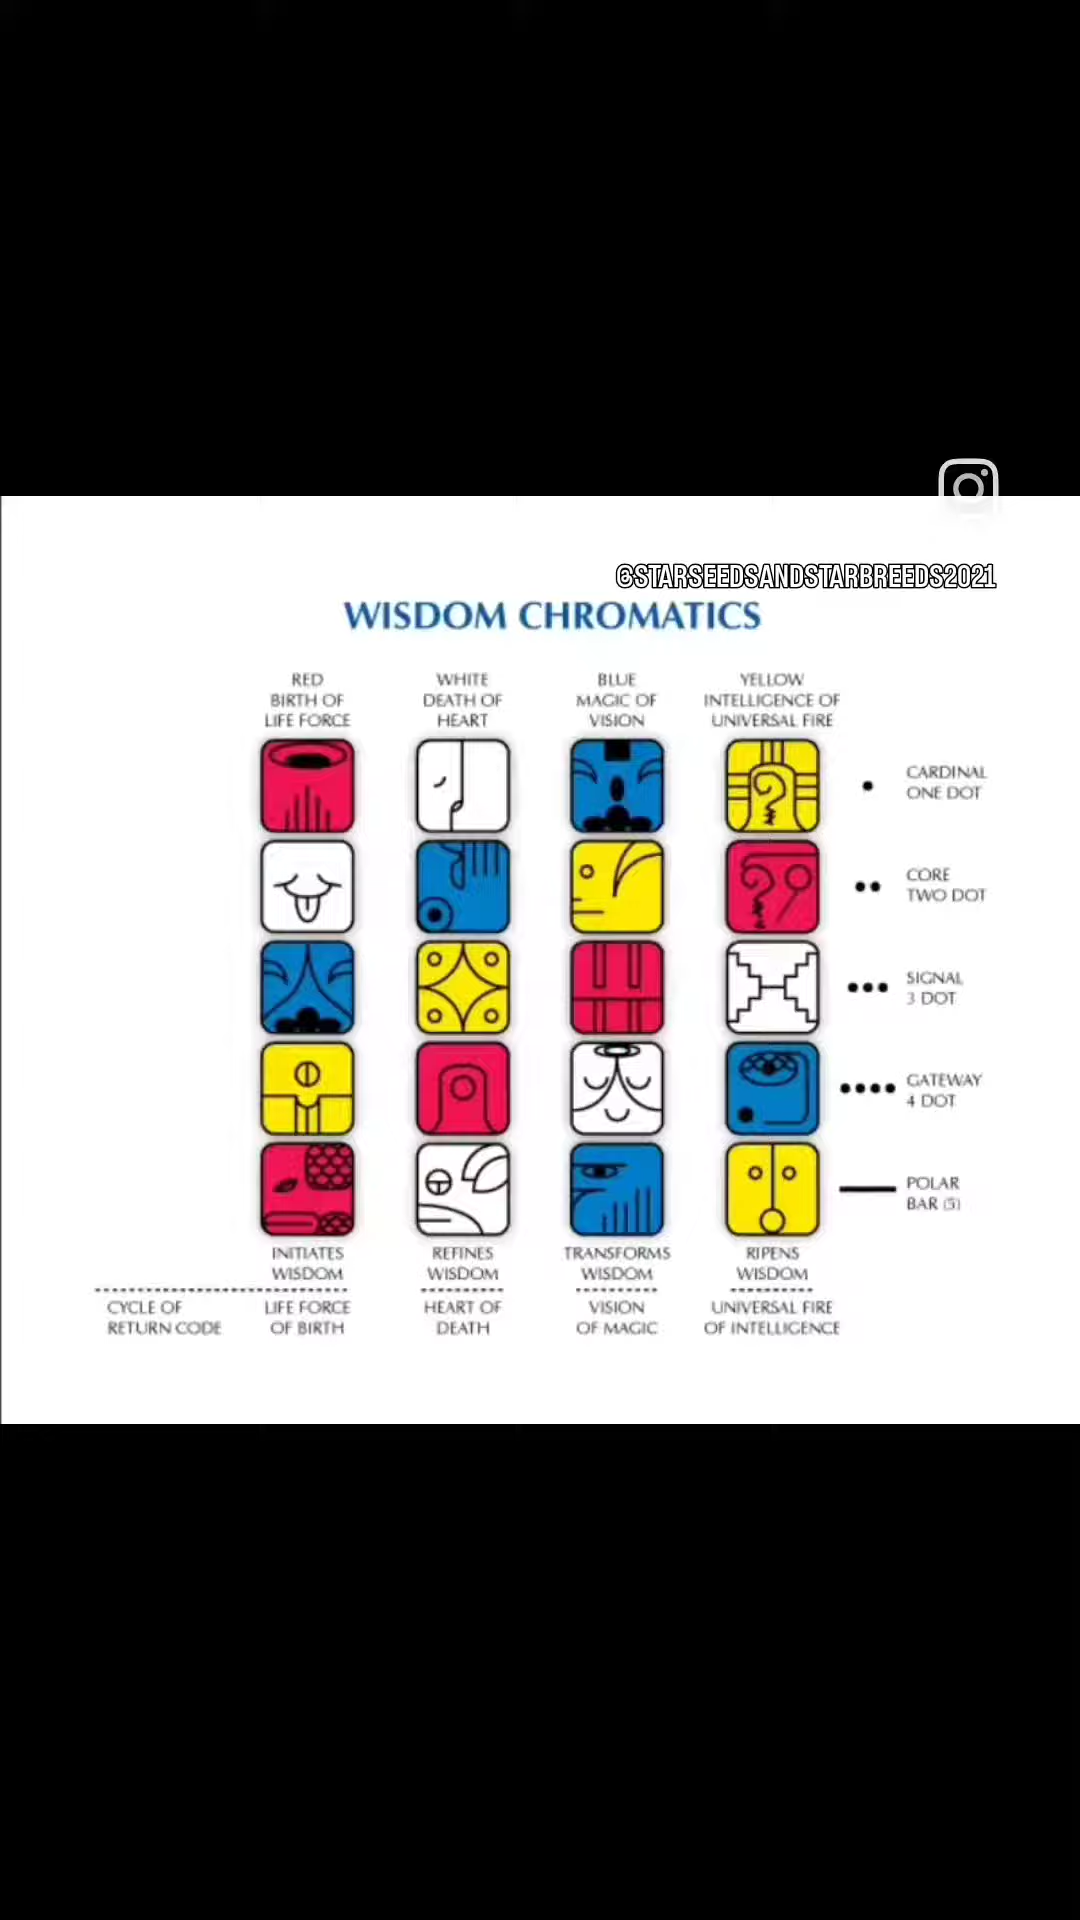 @STARSEEDSANDSTARBREEDS2021
WISDOM CHROMATICS
RED
BIRTH OF
LIFE FORCE
WHITE
DEATH OF
HEART
BLUE
MAGIC OF
VISION
YELLOW
INTELLIGENCE OF
UNIVERSAL FIRE
CARDINAL
ONE DOT
CORE
TWO DOT
SIGNAL
3 DOT
GATEWAY
4 DOT
POLAR
BAR (5)
INITIATES
WISDOM
REFINES
WISDOM
TRANSFORMS
WISDOM
RIPENS
WISDOM
CYCLE OF
RETURN CODE
LIFE FORCE
OF BIRTH
HEART OF
DEATH
VISION
OF MAGIC
UNIVERSAL FIRE
OF INTELLIGENCE